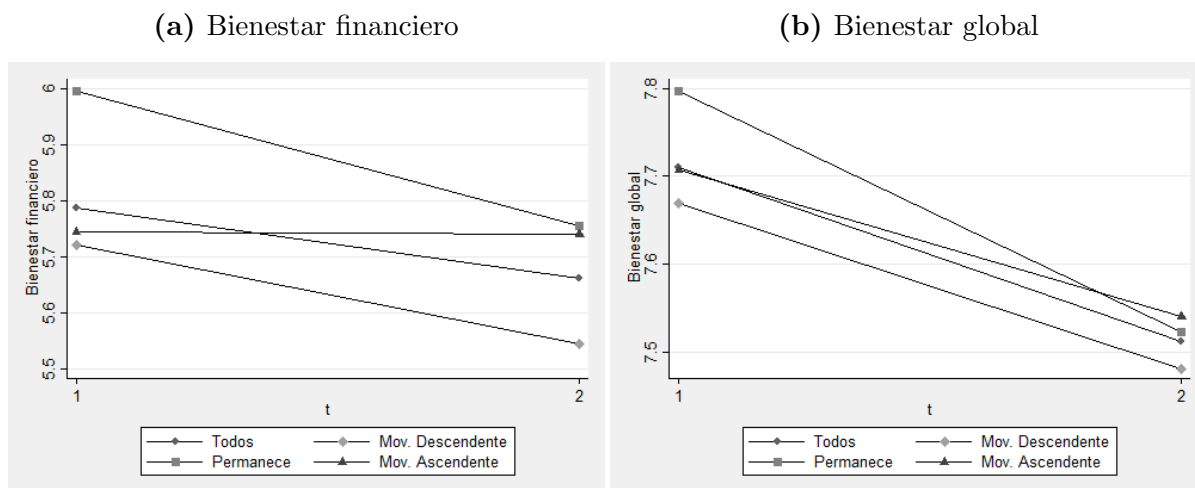 (a) Bienestar financiero
Bienestar financiero
6
5.9
5.8
5.7
5.6
5.5
1
2
t
Todos
Mov. Descendente
Permanece
Mov. Ascendente
(b) Bienestar global
Bienestar global
7.8
7.7
7.6
7.5
1
2
t
Todos
Mov. Descendente
Permanece
Mov. Ascendente